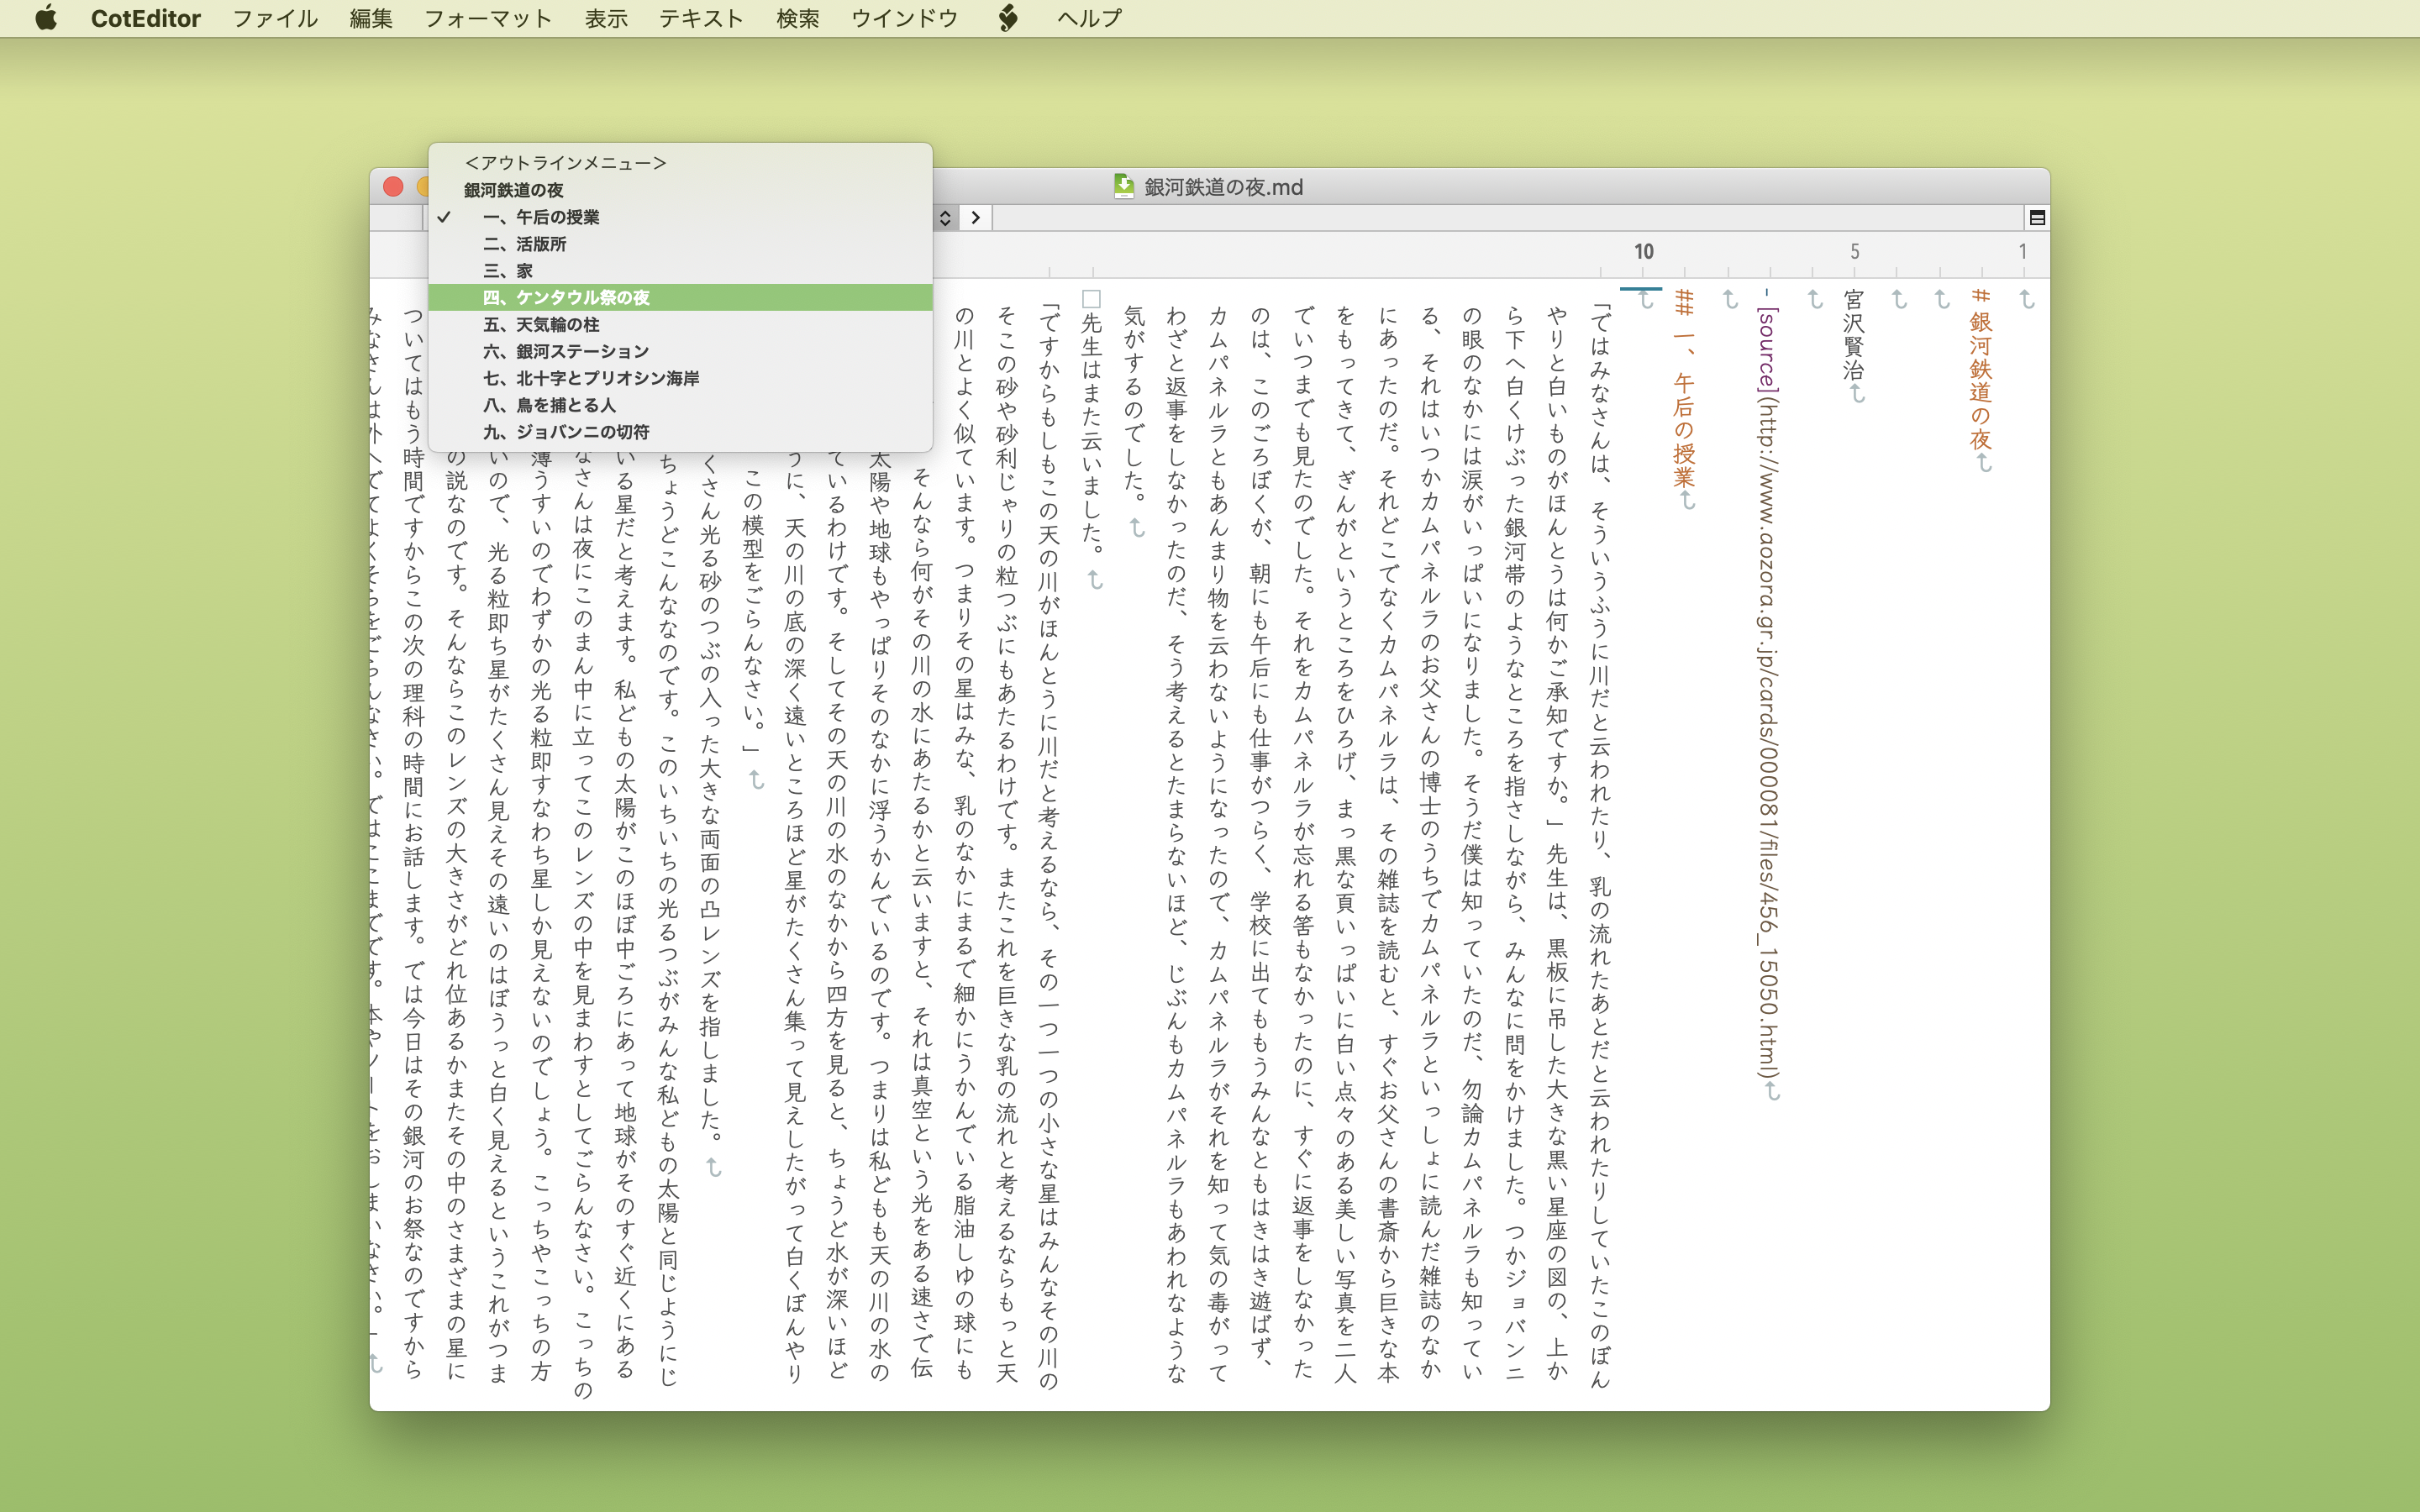 CotEditor ファイル 編集 フォーマット 表示 テキスト 検索 ウインドウ ヘルプ
銀河鉄道の夜.md
<アウトラインメニュー>
銀河鉄道の夜
一、午后の授業
二、活版所
三、家
四、ケンタウル祭の夜
五、天気輪の柱
六、銀河ステーション
七、北十字とプリオシン海岸
八、鳥を捕とる人
九、ジョバンニの切符
1
5
10
# 銀河鉄道の夜
宮沢賢治
- [source](http://www.aozora.gr.jp/cards/000081/files/456_15050.html)
## 一、午后の授業
「ではみなさんは、そういうふうに川だと云われたり、乳の流れたあとだと云われたりしていたこのぼん
やりと白いものがほんとうは何かご承知ですか。」先生は、黒板に吊した大きな黒い星座の図の、上か
ら下へ白くけぶった銀河帯のようなところを指さしながら、みんなに問をかけました。つかジョバンニ
の眼のなかには涙がいっぱいになりました。そうだ僕は知っていたのだ、勿論カムパネルラも知ってい
る、それはいつかカムパネルラのお父さんの博士のうちでカムパネルラといっしょに読んだ雑誌のなか
にあったのだ。それどこでなくカムパネルラは、その雑誌を読むと、すぐお父さんの書斎から巨きな本
をもってきて、ぎんがというところをひろげ、まっ黒な頁いっぱいに白い点々のある美しい写真を二人
でいつまでも見たのでした。それをカムパネルラが忘れる筈もなかったのに、すぐに返事をしなかった
のは、このごろぼくが、朝にも午后にも仕事がつらく、学校に出てももうみんなともはきはき遊ばず、
カムパネルラともあんまり物を云わないようになったので、カムパネルラがそれを知って気の毒がって
わざと返事をしなかったのだ、そう考えるとたまらないほど、じぶんもカムパネルラもあわれなような
気がするのでした。
□先生はまた云いました。
「ですからもしもこの天の川がほんとうに川だと考えるなら、その一つ一つの小さな星はみんなその川の
そこの砂や砂利じゃりの粒つぶにもあたるわけです。またこれを巨きな乳の流れと考えるならもっと天
の川とよく似ています。つまりその星はみな、乳のなかにまるで細かにうかんでいる脂油しゆの球にも
そんなら何がその川の水にあたるかと云いますと、それは真空という光をある速さで伝
太陽や地球もやっぱりそのなかに浮うかんでいるのです。つまりは私どもも天の川の水の
ているわけです。そしてその天の川の水のなかから四方を見ると、ちょうど水が深いほど
うに、天の川の底の深く遠いところほど星がたくさん集って見えしたがって白くぼんやり
この模型をごらんなさい。」
くさん光る砂のつぶの入った大きな両面の凸レンズを指しました。
ちょうどこんななのです。このいちいちの光るつぶがみんな私どもの太陽と同じようにじ
いる星だと考えます。私どもの太陽がこのほぼ中ごろにあって地球がそのすぐ近くにある
なさんは夜にこのまん中に立ってこのレンズの中を見まわすとしてごらんなさい。こっちの
薄うすいのでわずかの光る粒即すなわち星しか見えないのでしょう。こっちやこっちの方
いので、光る粒即ち星がたくさん見えその遠いのはぼうっと白く見えるというこれがつま
の説なのです。そんならこのレンズの大きさがどれ位あるかまたその中のさまざまの星に
ついてはもう時間ですからこの次の理科の時間にお話します。では今日はその銀河のお祭なのですから